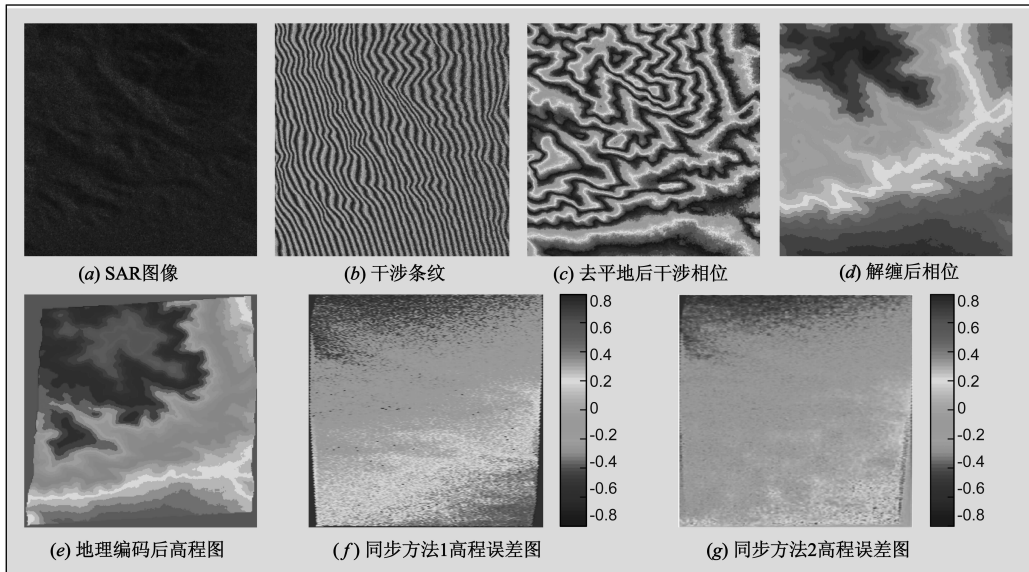 (a) SAR图像
(b) 干涉条纹
(c) 去平地后干涉相位
(d) 解缠后相位
0.8
0.6
0.4
0.2
0
-0.2
-0.4
-0.6
-0.8
0.8
0.6
0.4
0.2
0
-0.2
-0.4
-0.6
-0.8
(e) 地理编码后高程图
(f) 同步方法1高程误差图
(g) 同步方法2高程误差图